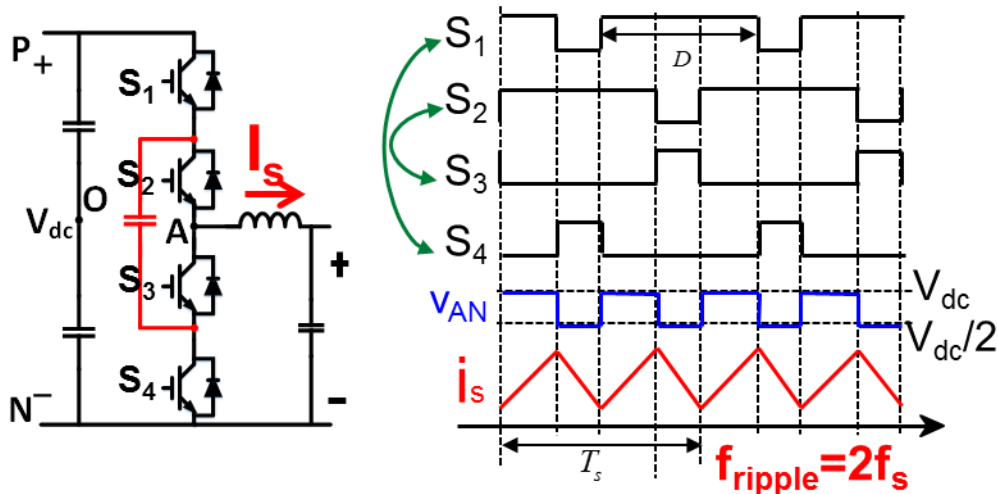 P+
S1
S2
Is
O
Vdc
A
S3
+
S4
N−
-
S1
D
S2
S3
S4
vAN
Vdc
Vdc/2
is
Ts
fripple=2fs